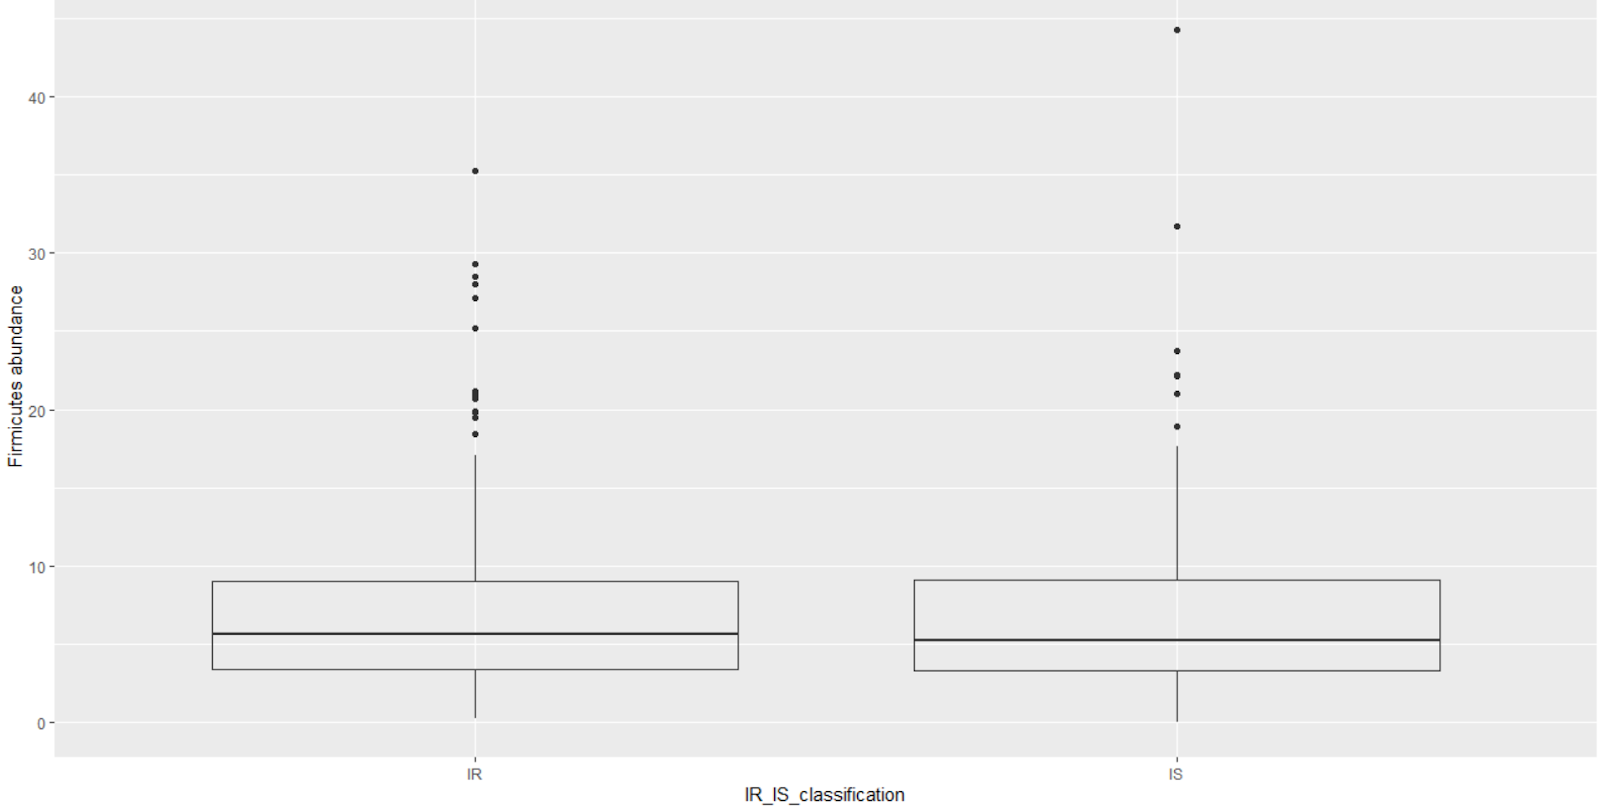 Firmicutes abundance
40
30
20
10
0
IR
IS
IR_IS_classification